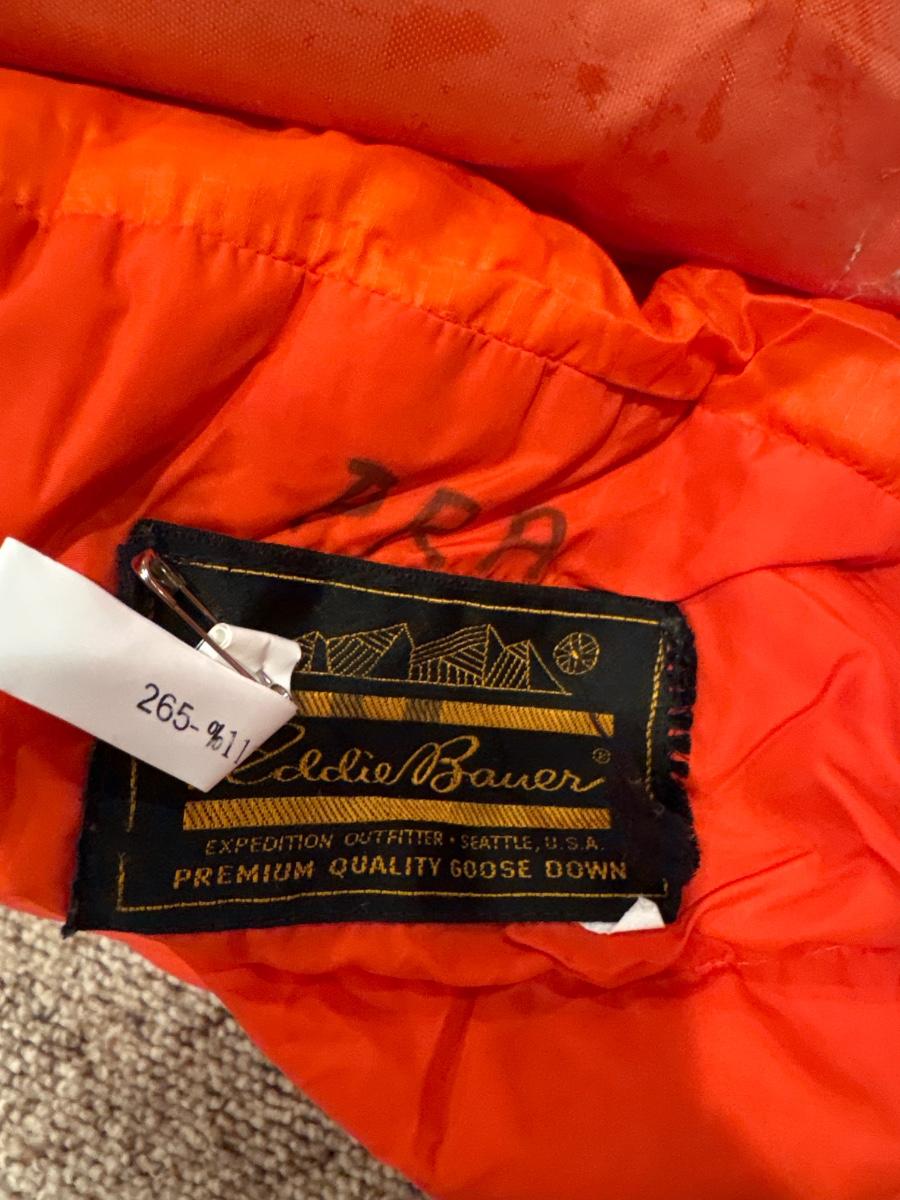 265-%11
Eddie Bauer®
EXPEDITION OUTFITTER • SEATTLE, U.S.A.
PREMIUM QUALITY GOOSE DOWN